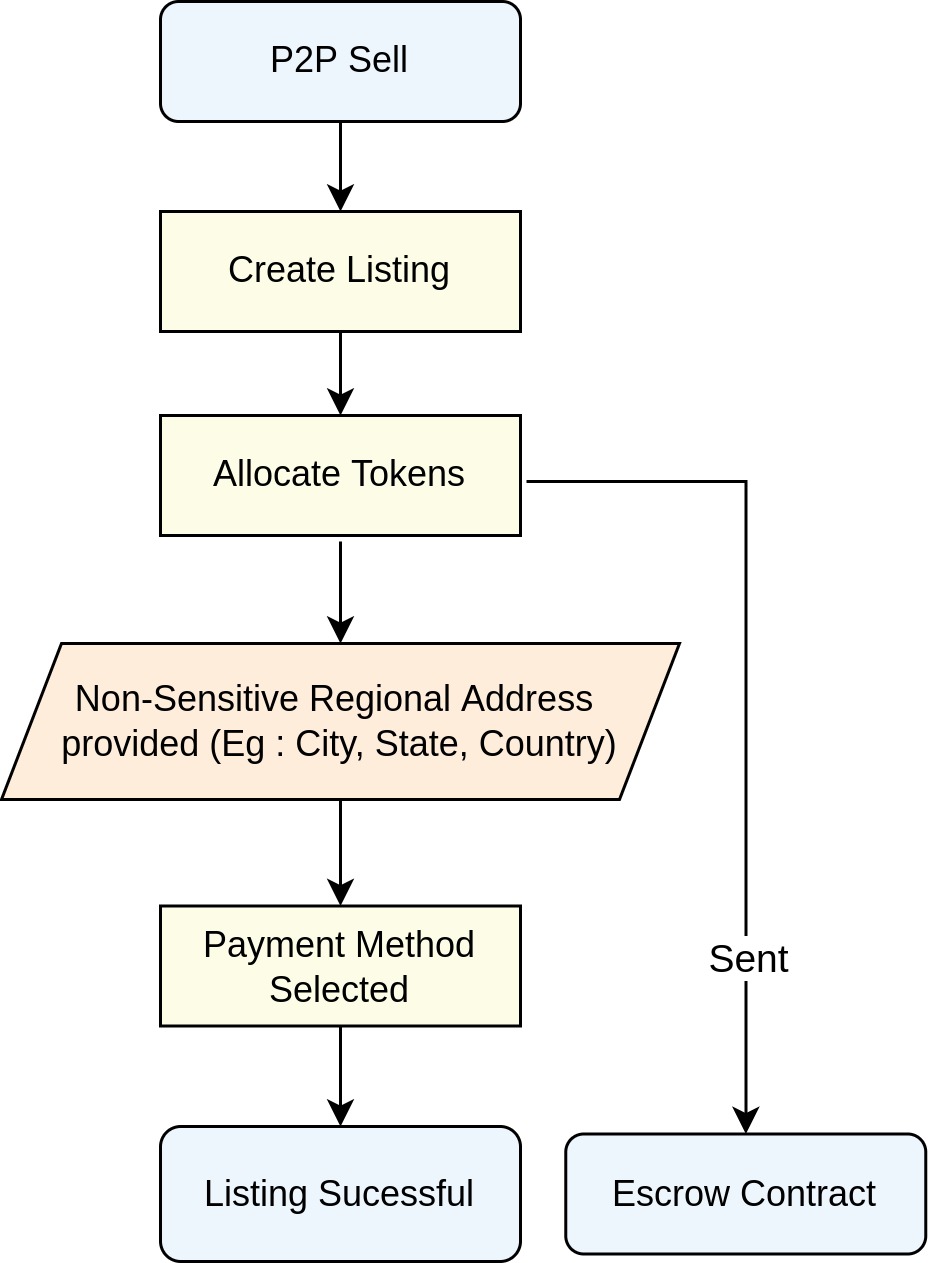 P2P Sell
Create Listing
Allocate Tokens
Non-Sensitive Regional Address
provided (Eg : City, State, Country)
Sent
Payment Method
Selected
Listing Sucessful
Escrow Contract